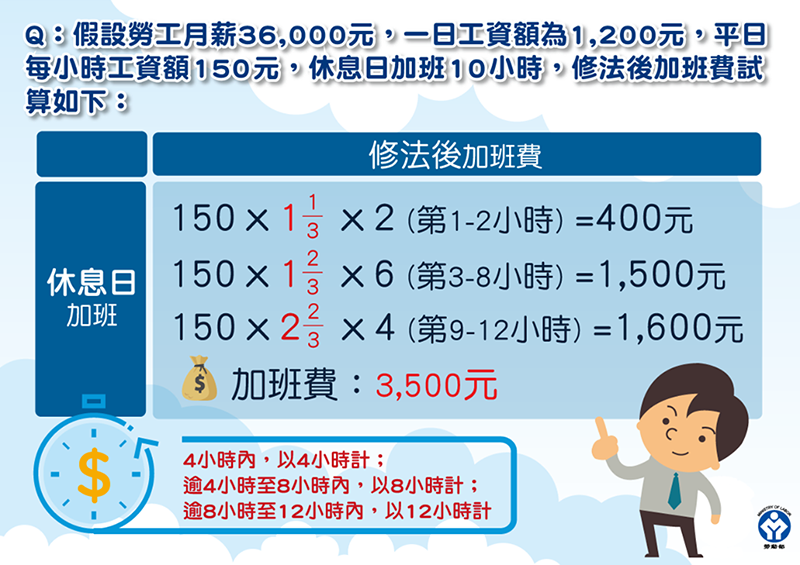 Q：假設勞工月薪36,000元，一日工資額為1,200元，平日
每小時工資額150元，休息日加班10小時，修法後加班費試
算如下：
修法後加班費
休息日
加班
150 × 1 1/3 × 2 (第1-2小時) =400元
150 × 1 2/3 × 6 (第3-8小時) =1,500元
150 × 2 2/3 × 4 (第9-12小時) =1,600元
$ 加班費：3,500元
$
4小時內，以4小時計；
逾4小時至8小時內，以8小時計；
逾8小時至12小時內，以12小時計
MINISTRY OF LABOR
勞動部